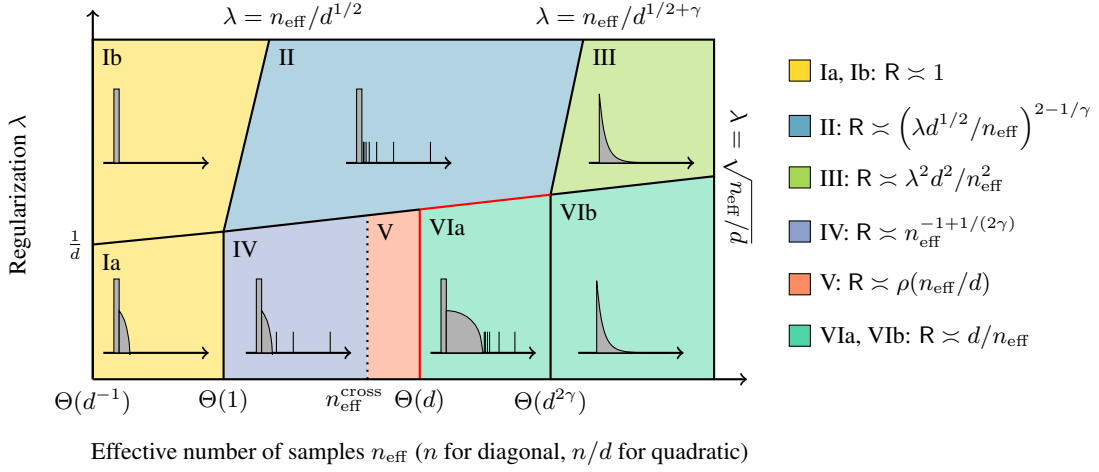 λ = n_eff/d^{1/2}
λ = n_eff/d^{1/2+γ}
Regularization λ
1/d
Ib
II
III
Ia
IV
V
VIa
VIb
λ = √(n_eff/d)
Θ(d^{-1})
Θ(1)
n_eff^cross
Θ(d)
Θ(d^{2γ})
Effective number of samples n_eff (n for diagonal, n/d for quadratic)
Ia, Ib: R ≍ 1
II: R ≍ (λd^{1/2}/n_eff)^{2−1/γ}
III: R ≍ λ²d²/n_eff²
IV: R ≍ n_eff^{−1+1/(2γ)}
V: R ≍ ρ(n_eff/d)
VIa, VIb: R ≍ d/n_eff